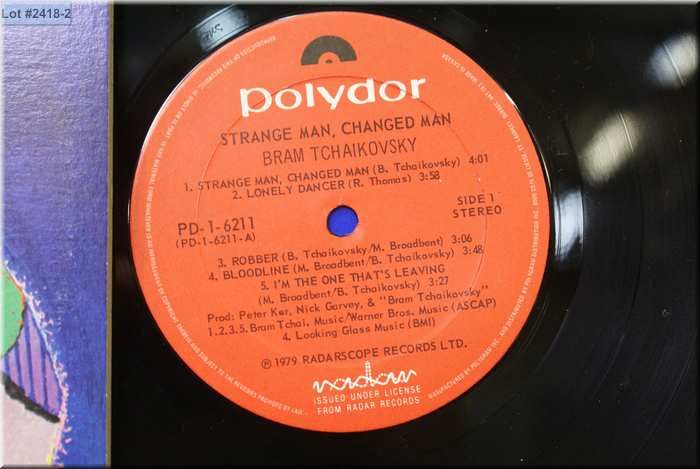 Lot #2418-2
polydor
STRANGE MAN, CHANGED MAN
BRAM TCHAIKOVSKY
1. STRANGE MAN, CHANGED MAN (B. Tchaikovsky) 4:01
2. LONELY DANCER (R. Thomas) 3:58
PD-1-6211
(PD-1-6211-A)
SIDE 1
STEREO
3. ROBBER (B. Tchaikovsky/M. Broadbent) 3:06
4. BLOODLINE (M. Broadbent/B. Tchaikovsky) 3:48
5. I'M THE ONE THAT'S LEAVING
(M. Broadbent/B. Tchaikovsky) 3:27
Prod: Peter Ker, Nick Garvey, & "Bram Tchaikovsky"
1.2.3.5. Bram Tchai. Music/Warner Bros. Music (ASCAP)
4. Looking Glass Music (BMI)
℗ 1979 RADARSCOPE RECORDS LTD.
radar
ISSUED UNDER LICENSE
FROM RADAR RECORDS